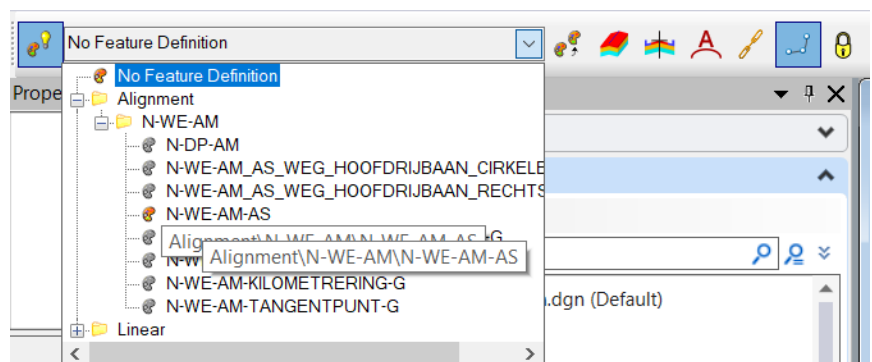 No Feature Definition
No Feature Definition
Prope
Alignment
N-WE-AM
N-DP-AM
N-WE-AM_AS_WEG_HOOFDRIJBAAN_CIRKELE
N-WE-AM_AS_WEG_HOOFDRIJBAAN_RECHTS
N-WE-AM-AS
Alignment\N-WE-AM\N-WE-AM-AS
N-WE-AM-KILOMETRERING-G
.dgn (Default)
N-WE-AM-TANGENTPUNT-G
Linear